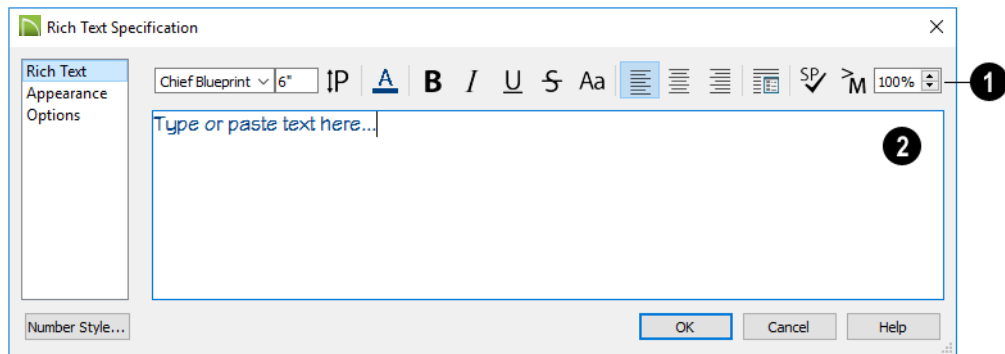 Rich Text Specification
Rich Text
Appearance
Options
Chief Blueprint 6" P A B I U S Aa SP >M 100% 1
Type or paste text here...
2
Number Style...
OK Cancel Help